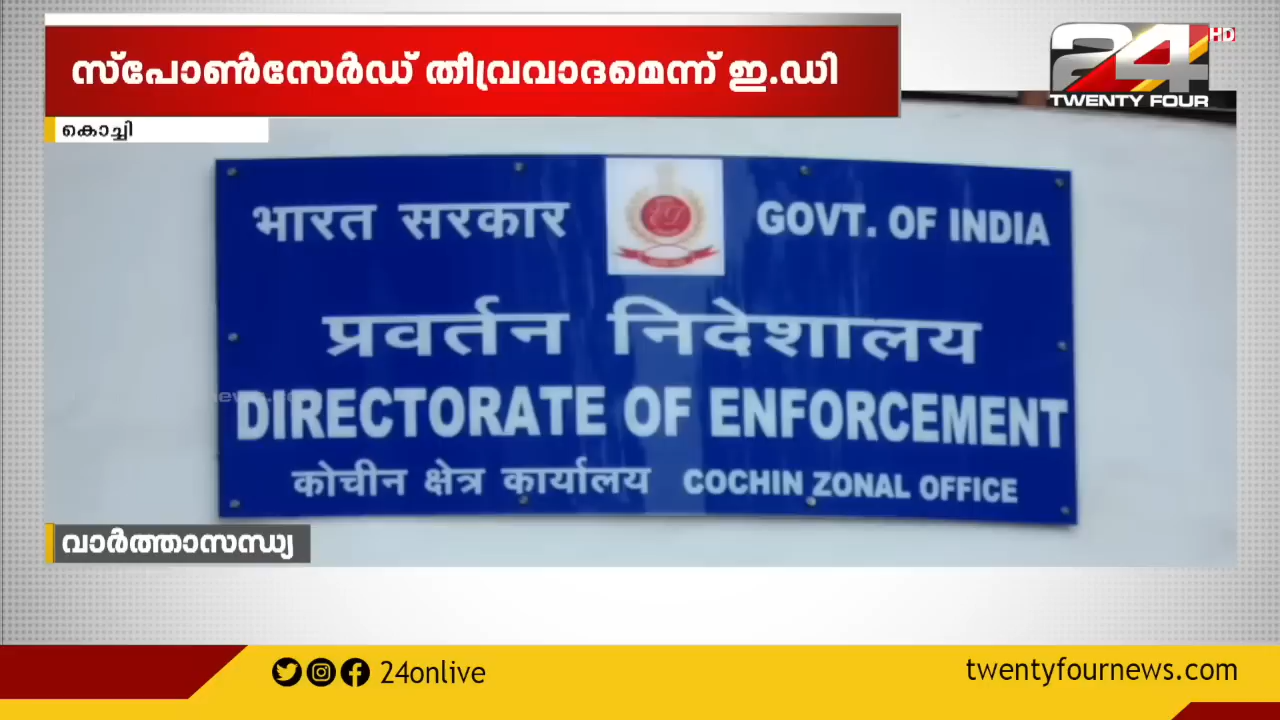 സ്പോൺസേർഡ് തീവ്രവാദമെന്ന് ഇ.ഡി
24 HD
TWENTY FOUR
കൊച്ചി
भारत सरकार GOVT. OF INDIA
प्रवर्तन निदेशालय
DIRECTORATE OF ENFORCEMENT
कोचीन क्षेत्र कार्यालय COCHIN ZONAL OFFICE
വാർത്താസന്ധ്യ
24onlive
twentyfournews.com